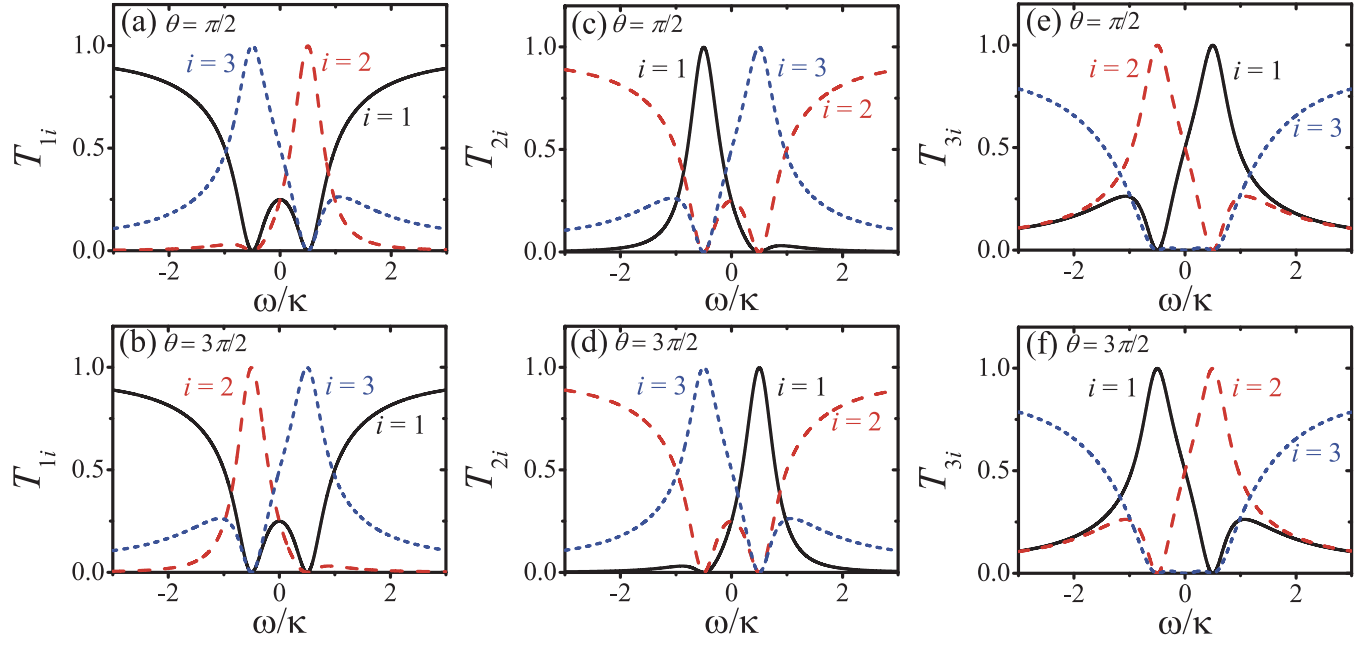 (a) θ = π/2
i = 3
i = 2
i = 1
T1i
1.0
0.5
0.0
-2 0 2
ω/κ
(c) θ = π/2
i = 1
i = 3
i = 2
T2i
1.0
0.5
0.0
-2 0 2
ω/κ
(e) θ = π/2
i = 2
i = 1
i = 3
T3i
1.0
0.5
0.0
-2 0 2
ω/κ
(b) θ = 3π/2
i = 2
i = 3
i = 1
T1i
1.0
0.5
0.0
-2 0 2
ω/κ
(d) θ = 3π/2
i = 3
i = 1
i = 2
T2i
1.0
0.5
0.0
-2 0 2
ω/κ
(f) θ = 3π/2
i = 1
i = 2
i = 3
T3i
1.0
0.5
0.0
-2 0 2
ω/κ